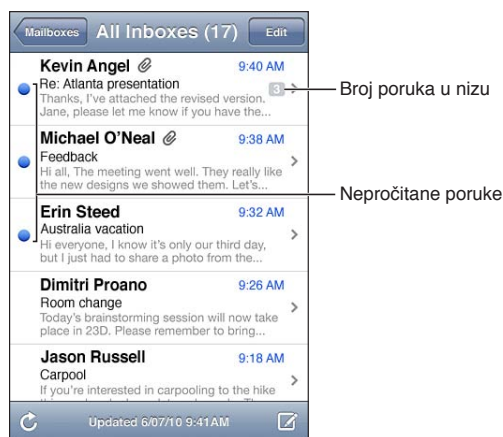 Mailboxes All Inboxes (17) Edit
Kevin Angel 9:40 AM
Re: Atlanta presentation
Thanks, I've attached the revised version. 3
Jane, please let me know if you have the...
Broj poruka u nizu
Michael O'Neal 9:38 AM
Feedback
Hi all, The meeting went well. They really like
the new designs we showed them. Let's...
Nepročitane poruke
Erin Steed 9:32 AM
Australia vacation
Hi everyone, I know it's only our third day,
but I just had to share a photo from the...
Dimitri Proano 9:26 AM
Room change
Today's brainstorming session will now take
place in 23D. Please remember to bring...
Jason Russell 9:18 AM
Carpool
If you're interested in carpooling to the hike
Updated 6/07/10 9:41AM